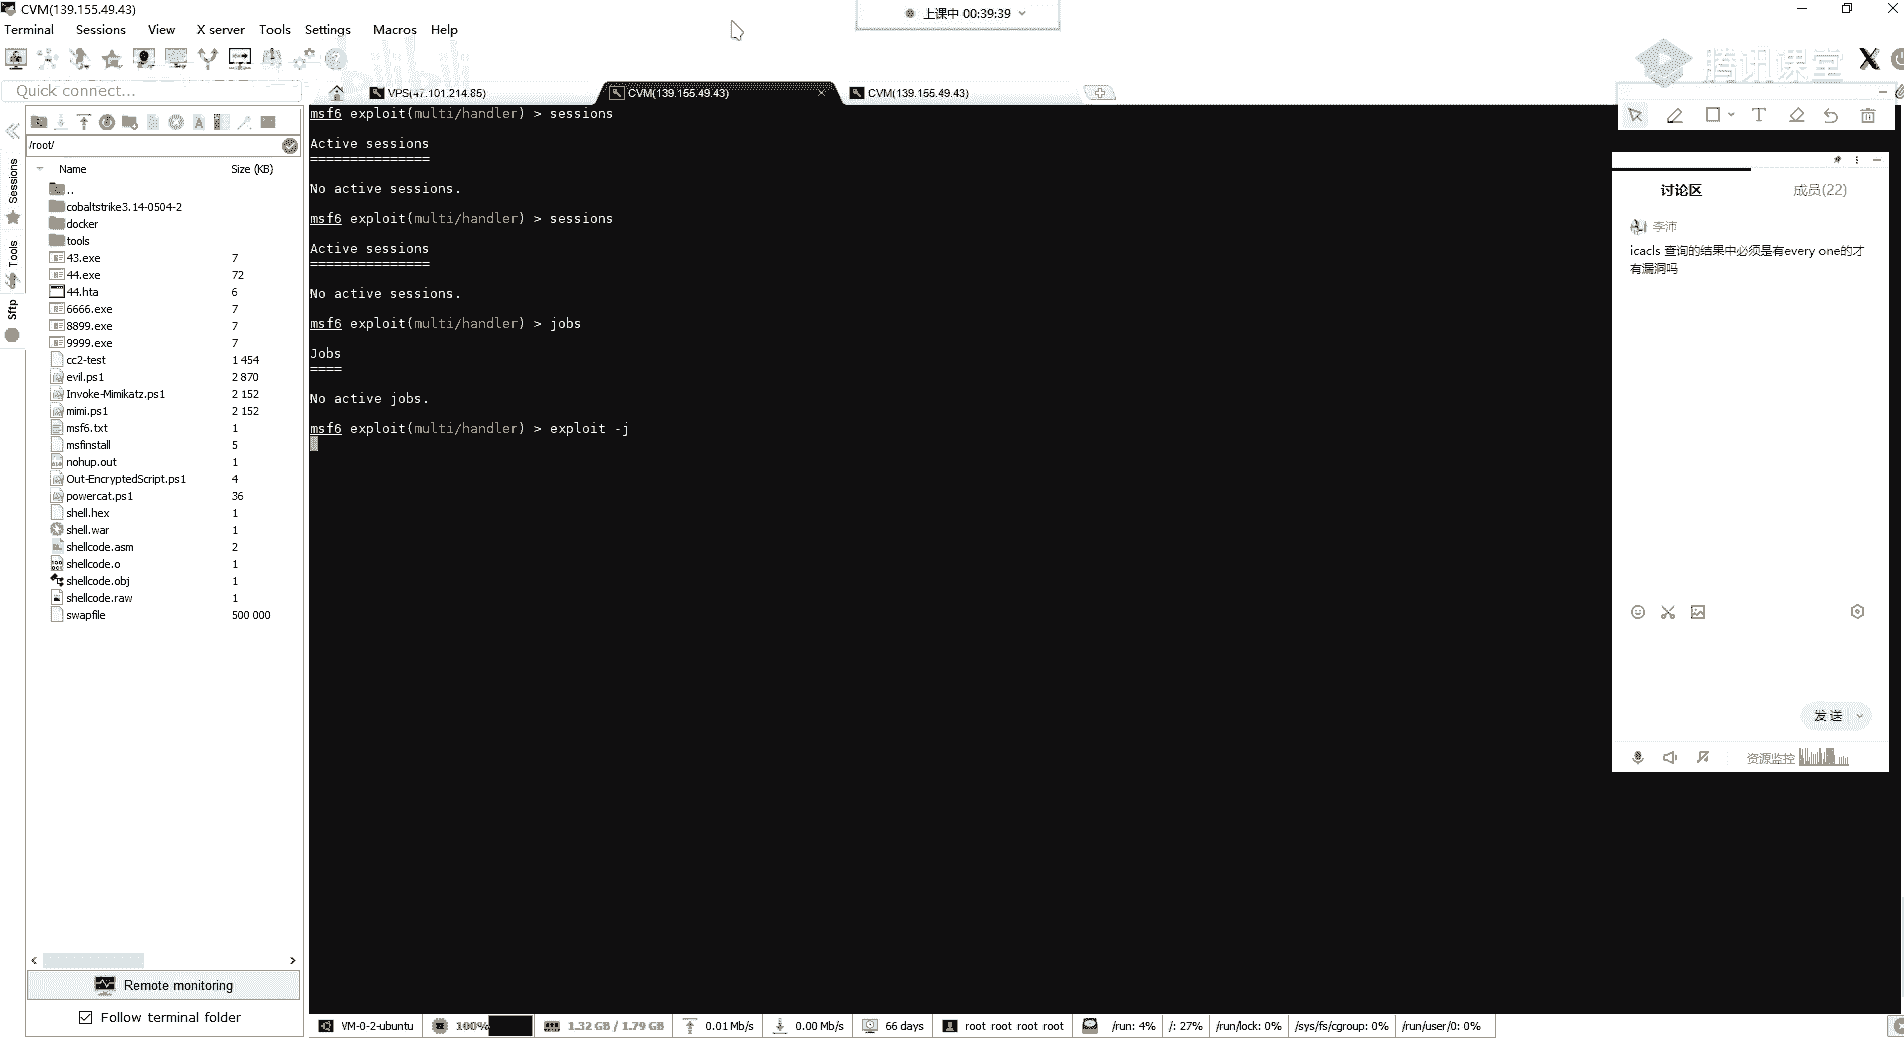 CVM(139.155.49.43)
上课中 00:39:39
Terminal Sessions View X server Tools Settings Macros Help
腾讯课堂
bilibili
Quick connect...
VPS(47.101.214.85)
CVM(139.155.49.43)
CVM(139.155.49.43)
/root/
Name Size (KB)
..
cobaltstrike3.14-0504-2
docker
tools
43.exe 7
44.exe 72
44.hta 6
6666.exe 7
8899.exe 7
9999.exe 7
cc2-test 1 454
evil.ps1 2 870
Invoke-Mimikatz.ps1 2 152
mimi.ps1 2 152
msf6.txt 1
msfinstall 5
nohup.out 1
Out-EncryptedScript.ps1 4
powercat.ps1 36
shell.hex 1
shell.war 1
shellcode.asm 2
shellcode.o 1
shellcode.obj 1
shellcode.raw 1
swapfile 500 000
Sessions
Tools
Sftp
Remote monitoring
Follow terminal folder
msf6 exploit(multi/handler) > sessions
Active sessions
===============
No active sessions.
msf6 exploit(multi/handler) > sessions
Active sessions
===============
No active sessions.
msf6 exploit(multi/handler) > jobs
Jobs
====
No active jobs.
msf6 exploit(multi/handler) > exploit -j
讨论区 成员(22)
李沛
icacls 查询的结果中必须是有every one的才
有漏洞吗
发送
资源监控
VM-0-2-ubuntu 100% 1.32 GB / 1.79 GB 0.01 Mb/s 0.00 Mb/s 66 days root root root root /run: 4% /: 27% /run/lock: 0% /sys/fs/cgroup: 0% /run/user/0: 0%